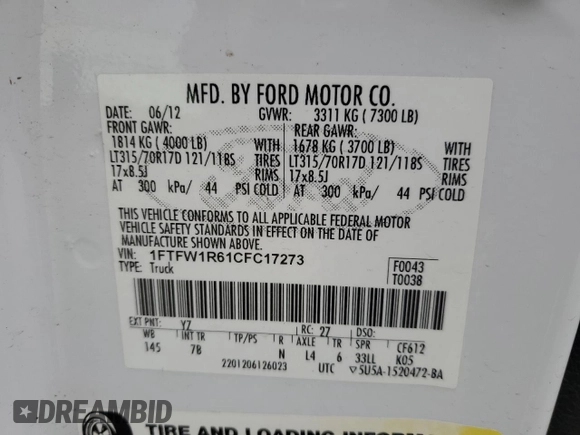 MFD. BY FORD MOTOR CO.
DATE: 06/12 GVWR: 3311 KG ( 7300 LB)
FRONT GAWR: REAR GAWR:
1814 KG ( 4000 LB) WITH 1678 KG ( 3700 LB) WITH
LT315/70R17D 121/118S TIRES LT315/70R17D 121/118S TIRES
17x8.5J RIMS 17x8.5J RIMS
AT 300 kPa/ 44 PSI COLD AT 300 kPa/ 44 PSI COLD
THIS VEHICLE CONFORMS TO ALL APPLICABLE FEDERAL MOTOR
VEHICLE SAFETY STANDARDS IN EFFECT ON THE DATE OF
MANUFACTURE SHOWN ABOVE.
VIN: 1FTFW1R61CFC17273 F0043
TYPE: Truck T0038
EXT PNT: YZ RC: 27 DSO:
WB INT TR TP/PS R AXLE TR SPR CF612
145 7B N L4 6 33LL K05
2201206126023 UTC 5U5A-1520472-BA
DREAMBID
TIRE AND LOADING INFORM